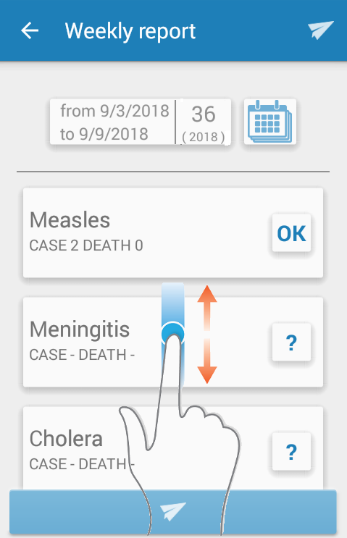 Weekly report
from 9/3/2018
to 9/9/2018
36
(2018)
Measles
CASE 2 DEATH 0
OK
Meningitis
CASE - DEATH -
?
Cholera
CASE - DEATH -
?